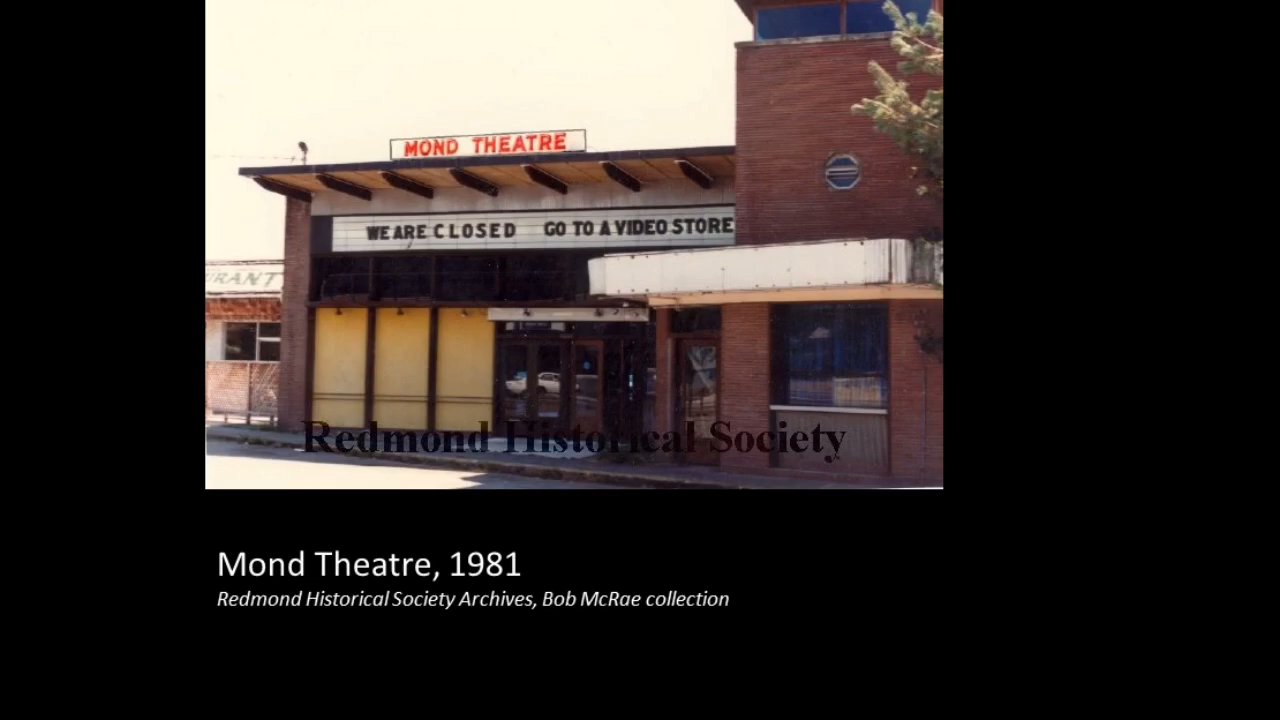 MOND THEATRE
WE ARE CLOSED GO TO A VIDEO STORE
URANT
Redmond Historical Society
Mond Theatre, 1981
Redmond Historical Society Archives, Bob McRae collection